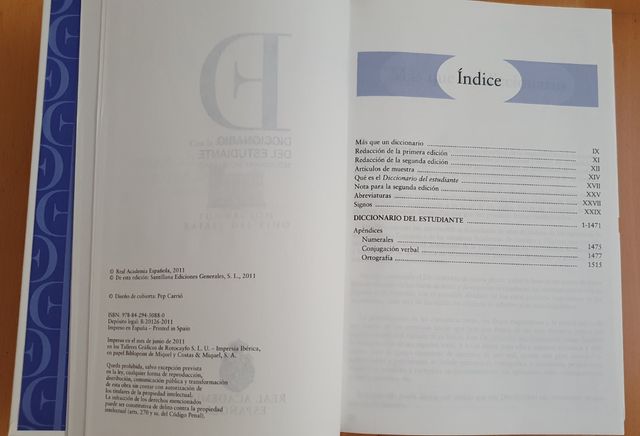 © Real Academia Española, 2011
© De esta edición: Santillana Ediciones Generales, S. L., 2011
© Diseño de cubierta: Pep Carrió
ISBN: 978-84-294-5088-0
Depósito legal: B-20126-2011
Impreso en España – Printed in Spain
Impreso en el mes de junio de 2011
en los Talleres Gráficos de Rotocayfo S. L. U. – Impresia Ibérica,
en papel Biblioprint de Miquel y Costas & Miquel, S. A.
Queda prohibida, salvo excepción prevista
en la ley, cualquier forma de reproducción,
distribución, comunicación pública y transformación
de esta obra sin contar con autorización de
los titulares de la propiedad intelectual.
La infracción de los derechos mencionados
puede ser constitutiva de delito contra la propiedad
intelectual (arts. 270 y ss. del Código Penal).
Índice
Más que un diccionario IX
Redacción de la primera edición XI
Redacción de la segunda edición XII
Artículos de muestra XIV
Qué es el Diccionario del estudiante XVII
Nota para la segunda edición XXV
Abreviaturas XXVII
Signos XXIX
DICCIONARIO DEL ESTUDIANTE 1-1471
Apéndices
Numerales 1475
Conjugación verbal 1477
Ortografía 1515